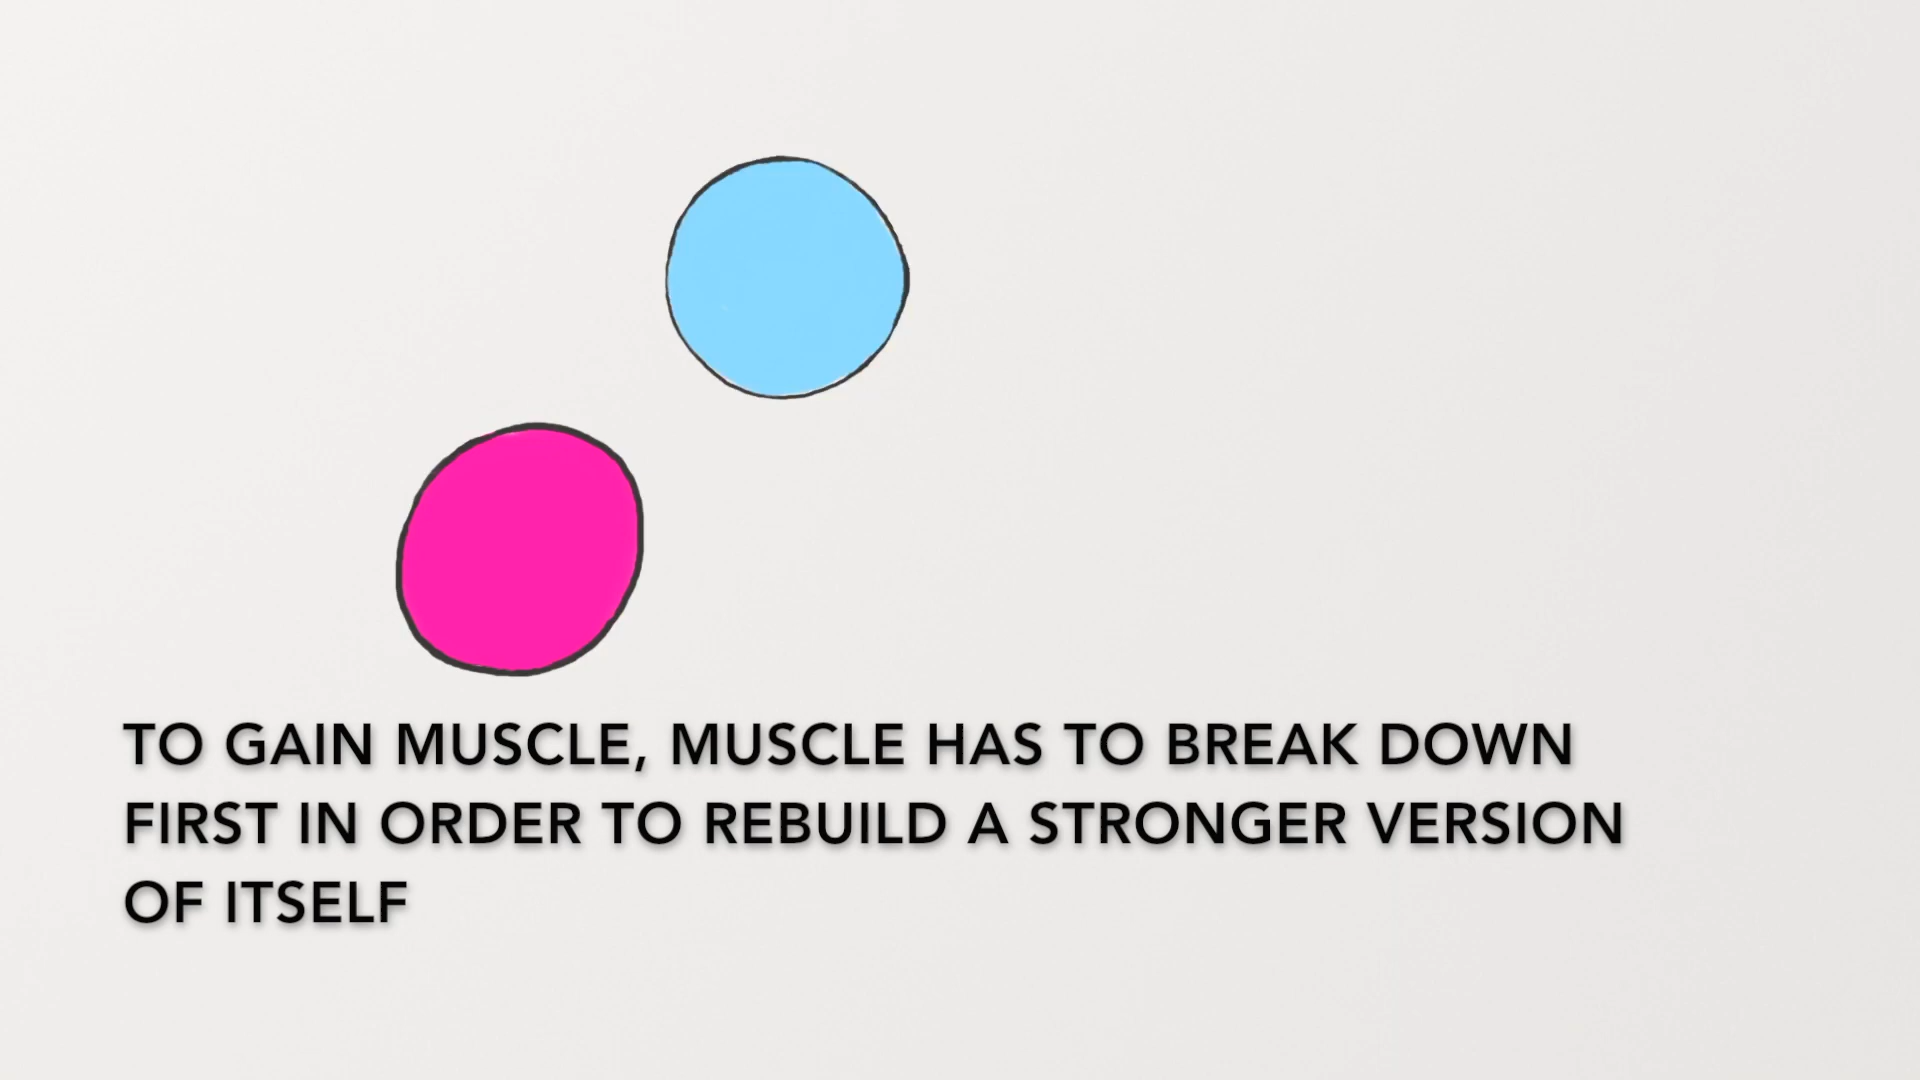 TO GAIN MUSCLE, MUSCLE HAS TO BREAK DOWN
FIRST IN ORDER TO REBUILD A STRONGER VERSION
OF ITSELF